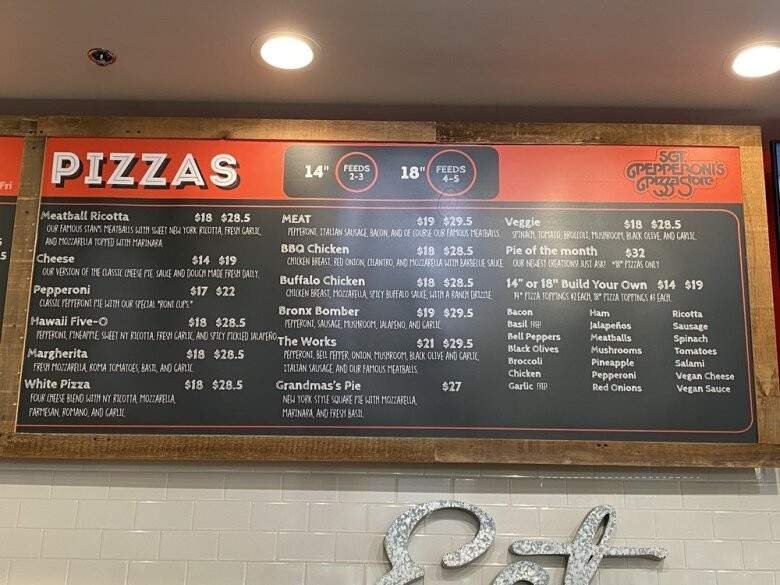 Fri
5
PIZZAS
14" FEEDS 2-3
18" FEEDS 4-5
SGT. PEPPERONI'S Pizza Store
Meatball Ricotta $18 $28.5
OUR FAMOUS STAN'S MEATBALLS WITH SWEET NEW YORK RICOTTA, FRESH GARLIC,
AND MOZZARELLA TOPPED WITH MARINARA.
Cheese $14 $19
OUR VERSION OF THE CLASSIC CHEESE PIE, SAUCE AND DOUGH MADE FRESH DAILY.
Pepperoni $17 $22
CLASSIC PEPPERONI PIE WITH OUR SPECIAL "RONI CUPS."
Hawaii Five-O $18 $28.5
PEPPERONI, PINEAPPLE, SWEET NY RICOTTA, FRESH GARLIC, AND SPICY PICKLED JALAPEÑO.
Margherita $18 $28.5
FRESH MOZZARELLA, ROMA TOMATOES, BASIL, AND GARLIC.
White Pizza $18 $28.5
FOUR CHEESE BLEND WITH NY RICOTTA, MOZZARELLA,
PARMESAN, ROMANO, AND GARLIC.
MEAT $19 $29.5
PEPPERONI, ITALIAN SAUSAGE, BACON, AND OF COURSE OUR FAMOUS MEATBALLS.
BBQ Chicken $18 $28.5
CHICKEN BREAST, RED ONION, CILANTRO, AND MOZZARELLA WITH BARBECUE SAUCE.
Buffalo Chicken $18 $28.5
CHICKEN BREAST, MOZZARELLA, SPICY BUFFALO SAUCE, WITH A RANCH DRIZZLE.
Bronx Bomber $19 $29.5
PEPPERONI, SAUSAGE, MUSHROOM, JALAPENO, AND GARLIC.
The Works $21 $29.5
PEPPERONI, BELL PEPPER, ONION, MUSHROOM, BLACK OLIVE AND GARLIC,
ITALIAN SAUSAGE, AND OUR FAMOUS MEATBALLS.
Grandmas's Pie $27
NEW YORK STYLE SQUARE PIE WITH MOZZARELLA,
MARINARA, AND FRESH BASIL.
Veggie $18 $28.5
SPINACH, TOMATO, BROCCOLI, MUSHROOM, BLACK OLIVE, AND GARLIC.
Pie of the month $32
OUR NEWEST CREATIONS! JUST ASK! *18" PIZZAS ONLY
14" or 18" Build Your Own $14 $19
14" PIZZA TOPPINGS $2 EACH, 18" PIZZA TOPPINGS $3 EACH.
Bacon
Basil FREE
Bell Peppers
Black Olives
Broccoli
Chicken
Garlic FREE
Ham
Jalapeños
Meatballs
Mushrooms
Pineapple
Pepperoni
Red Onions
Ricotta
Sausage
Spinach
Tomatoes
Salami
Vegan Cheese
Vegan Sauce
Eat